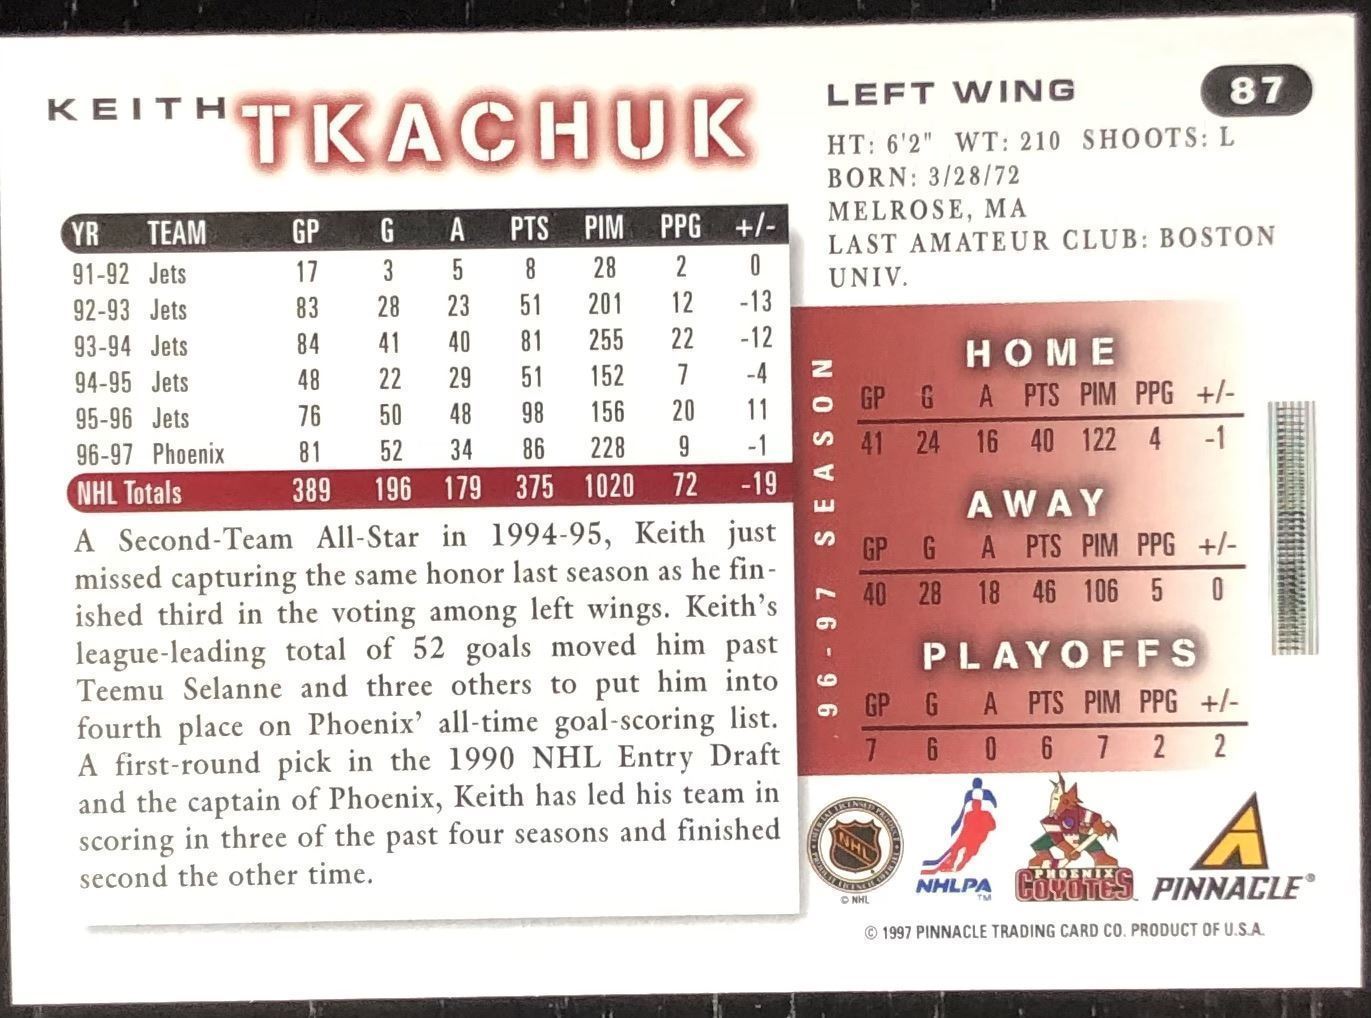 KEITH TKACHUK
LEFT WING
87
HT: 6'2" WT: 210 SHOOTS: L
BORN: 3/28/72
MELROSE, MA
LAST AMATEUR CLUB: BOSTON
UNIV.
YR TEAM GP G A PTS PIM PPG +/-
91-92 Jets 17 3 5 8 28 2 0
92-93 Jets 83 28 23 51 201 12 -13
93-94 Jets 84 41 40 81 255 22 -12
94-95 Jets 48 22 29 51 152 7 -4
95-96 Jets 76 50 48 98 156 20 11
96-97 Phoenix 81 52 34 86 228 9 -1
NHL Totals 389 196 179 375 1020 72 -19
A Second-Team All-Star in 1994-95, Keith just
missed capturing the same honor last season as he fin-
ished third in the voting among left wings. Keith's
league-leading total of 52 goals moved him past
Teemu Selanne and three others to put him into
fourth place on Phoenix' all-time goal-scoring list.
A first-round pick in the 1990 NHL Entry Draft
and the captain of Phoenix, Keith has led his team in
scoring in three of the past four seasons and finished
second the other time.
96-97 SEASON
HOME
GP G A PTS PIM PPG +/-
41 24 16 40 122 4 -1
AWAY
GP G A PTS PIM PPG +/-
40 28 18 46 106 5 0
PLAYOFFS
GP G A PTS PIM PPG +/-
7 6 0 6 7 2 2
NHL
© NHL
NHLPA
TM
PHOENIX
COYOTES
PINNACLE®
© 1997 PINNACLE TRADING CARD CO. PRODUCT OF U.S.A.